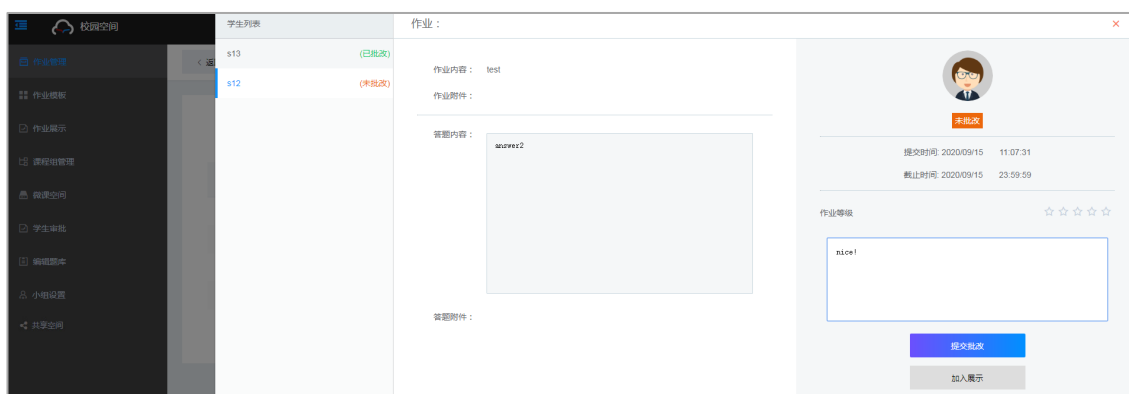 校园空间
作业管理
作业模板
作业展示
课程组管理
微课空间
学生审批
编辑题库
小组设置
共享空间
< 返
学生列表
s13 (已批改)
s12 (未批改)
作业:
×
作业内容: test
作业附件:
答题内容:
answer2
答题附件:
未批改
提交时间: 2020/09/15 11:07:31
截止时间: 2020/09/15 23:59:59
作业等级
nice!
提交批改
加入展示